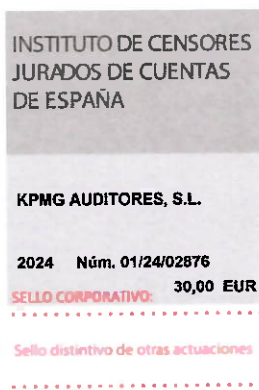 INSTITUTO DE CENSORES
JURADOS DE CUENTAS
DE ESPAÑA
KPMG AUDITORES, S.L.
2024 Núm. 01/24/02876
SELLO CORPORATIVO: 30,00 EUR
Sello distintivo de otras actuaciones